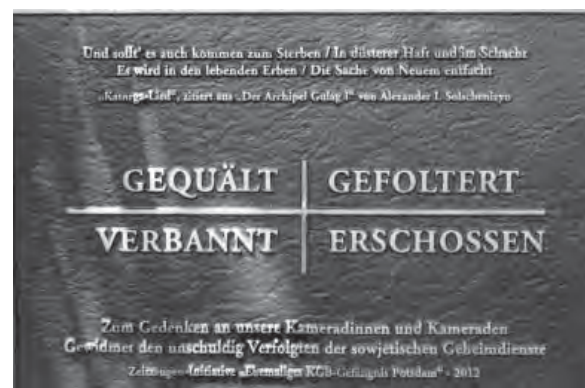 Und sollt' es auch kommen zum Sterben / In düsterer Haft und im Schacht
Es wird in den lebenden Erben / Die Sache von Neuem entfacht
„Katorga-Lied“, zitiert aus „Der Archipel Gulag I“ von Alexander I. Solschenizyn
GEQUÄLT GEFOLTERT
VERBANNT ERSCHOSSEN
Zum Gedenken an unsere Kameradinnen und Kameraden
Gewidmet den unschuldig Verfolgten der sowjetischen Geheimdienste
Zeitzeugen-Initiative „Ehemaliges KGB-Gefängnis Potsdam“ - 2012